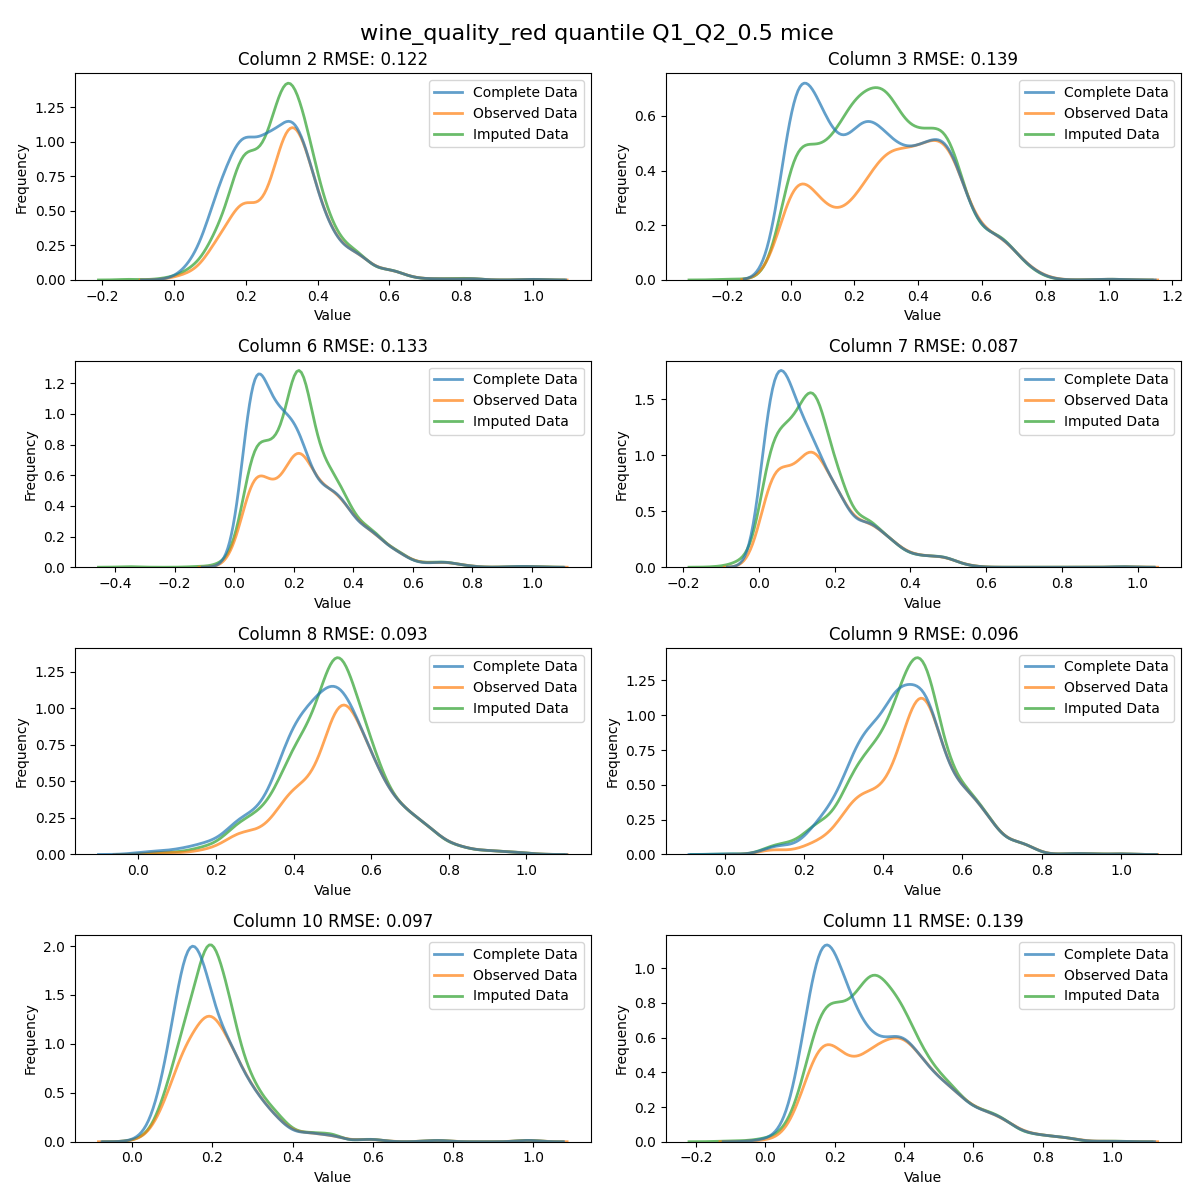 wine_quality_red quantile Q1_Q2_0.5 mice
Column 2 RMSE: 0.122
Frequency
1.25
1.00
0.75
0.50
0.25
0.00
Complete Data
Observed Data
Imputed Data
−0.2 0.0 0.2 0.4 0.6 0.8 1.0
Value
Column 3 RMSE: 0.139
Frequency
0.6
0.4
0.2
0.0
Complete Data
Observed Data
Imputed Data
−0.2 0.0 0.2 0.4 0.6 0.8 1.0 1.2
Value
Column 6 RMSE: 0.133
Frequency
1.2
1.0
0.8
0.6
0.4
0.2
0.0
Complete Data
Observed Data
Imputed Data
−0.4 −0.2 0.0 0.2 0.4 0.6 0.8 1.0
Value
Column 7 RMSE: 0.087
Frequency
1.5
1.0
0.5
0.0
Complete Data
Observed Data
Imputed Data
−0.2 0.0 0.2 0.4 0.6 0.8 1.0
Value
Column 8 RMSE: 0.093
Frequency
1.25
1.00
0.75
0.50
0.25
0.00
Complete Data
Observed Data
Imputed Data
0.0 0.2 0.4 0.6 0.8 1.0
Value
Column 9 RMSE: 0.096
Frequency
1.25
1.00
0.75
0.50
0.25
0.00
Complete Data
Observed Data
Imputed Data
0.0 0.2 0.4 0.6 0.8 1.0
Value
Column 10 RMSE: 0.097
Frequency
2.0
1.5
1.0
0.5
0.0
Complete Data
Observed Data
Imputed Data
0.0 0.2 0.4 0.6 0.8 1.0
Value
Column 11 RMSE: 0.139
Frequency
1.0
0.8
0.6
0.4
0.2
0.0
Complete Data
Observed Data
Imputed Data
−0.2 0.0 0.2 0.4 0.6 0.8 1.0
Value